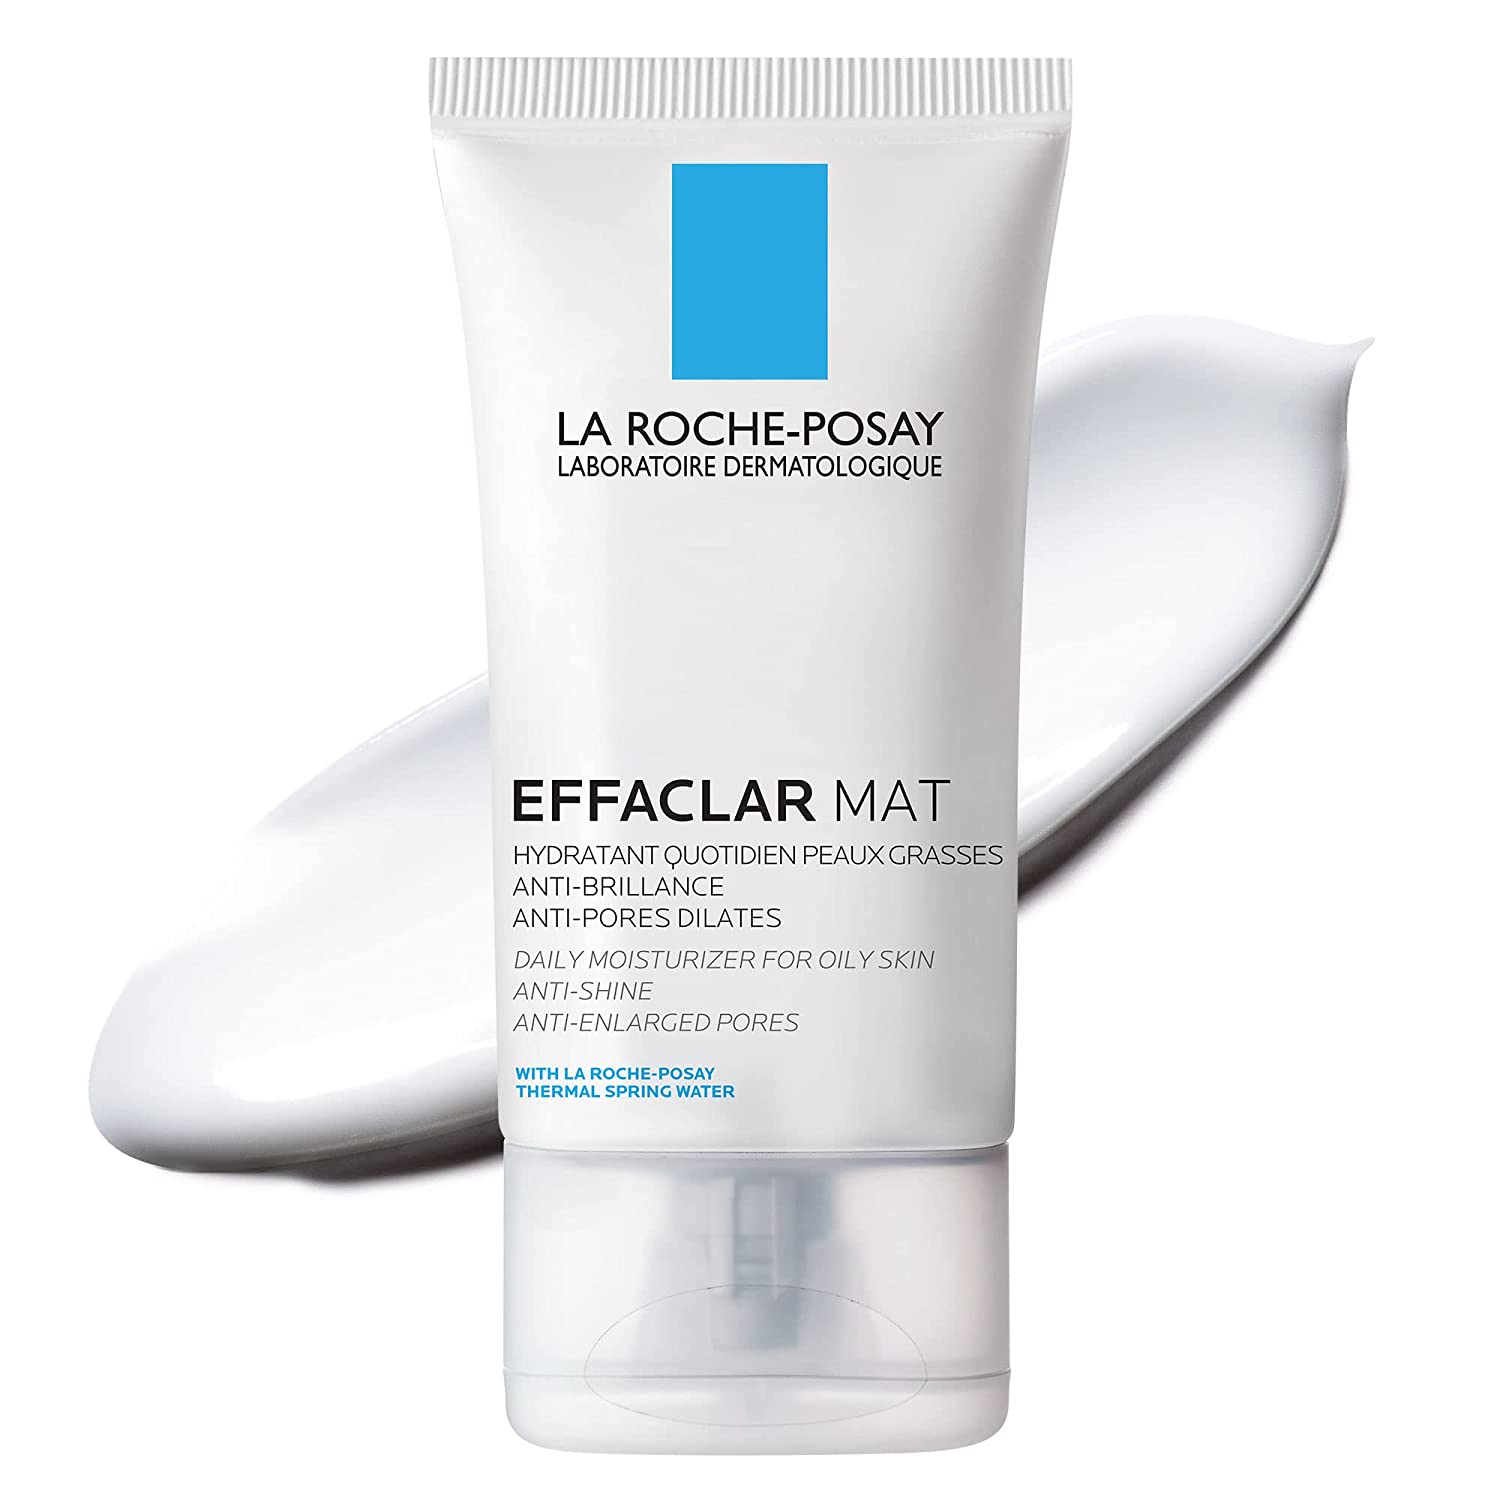 LA ROCHE-POSAY
LABORATOIRE DERMATOLOGIQUE
EFFACLAR MAT
HYDRATANT QUOTIDIEN PEAUX GRASSES
ANTI-BRILLANCE
ANTI-PORES DILATES
DAILY MOISTURIZER FOR OILY SKIN
ANTI-SHINE
ANTI-ENLARGED PORES
WITH LA ROCHE-POSAY
THERMAL SPRING WATER